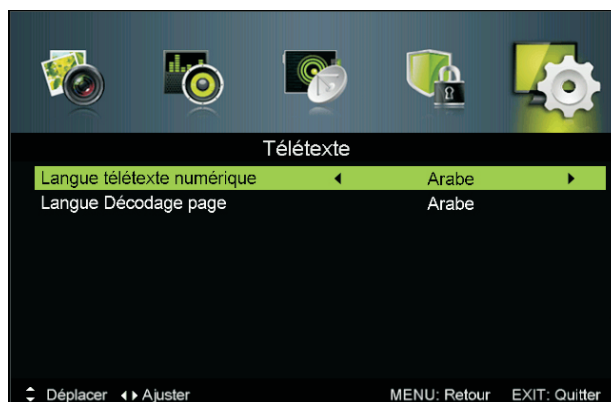 Télétexte
Langue télétexte numérique Arabe
Langue Décodage page Arabe
Déplacer Ajuster MENU: Retour EXIT: Quitter